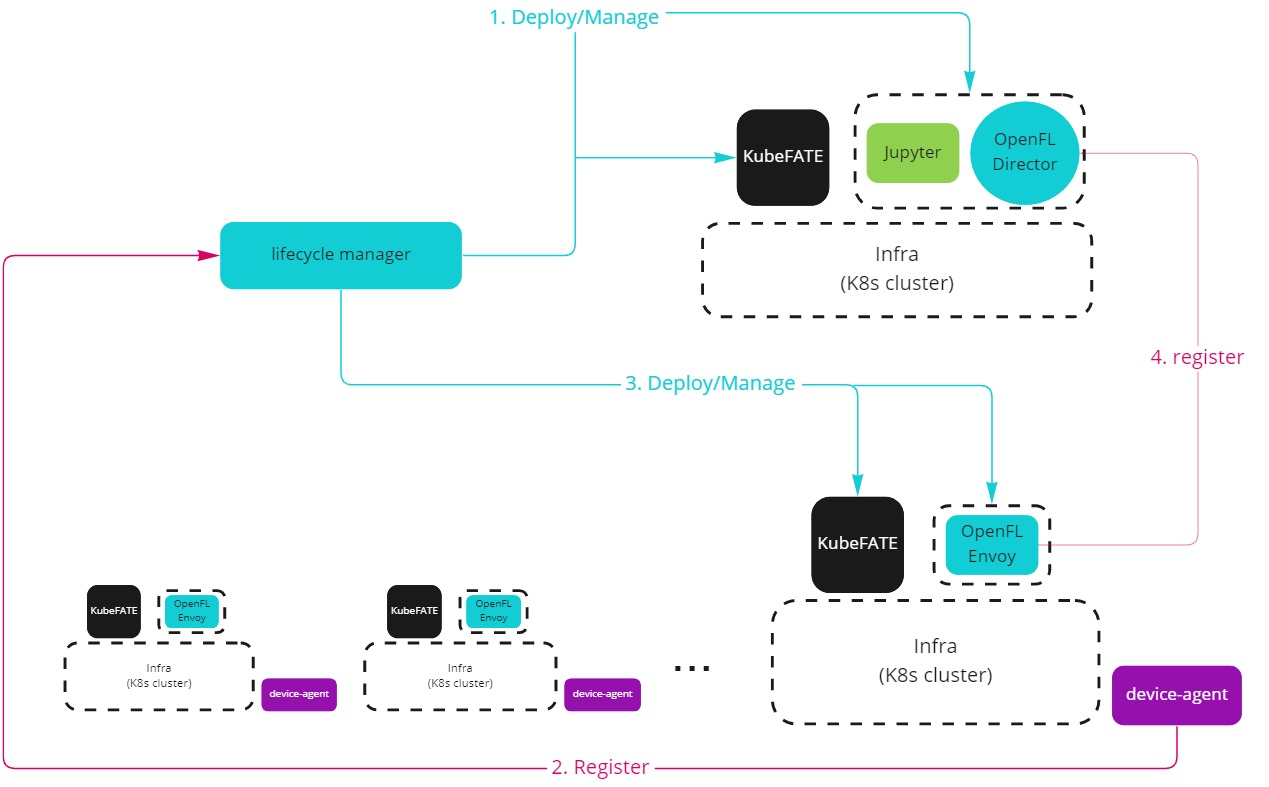 1. Deploy/Manage
KubeFATE
Jupyter
OpenFL
Director
lifecycle manager
Infra
(K8s cluster)
4. register
3. Deploy/Manage
KubeFATE
OpenFL
Envoy
KubeFATE
OpenFL
Envoy
Infra
(K8s cluster)
device-agent
KubeFATE
OpenFL
Envoy
Infra
(K8s cluster)
device-agent
...
Infra
(K8s cluster)
device-agent
2. Register